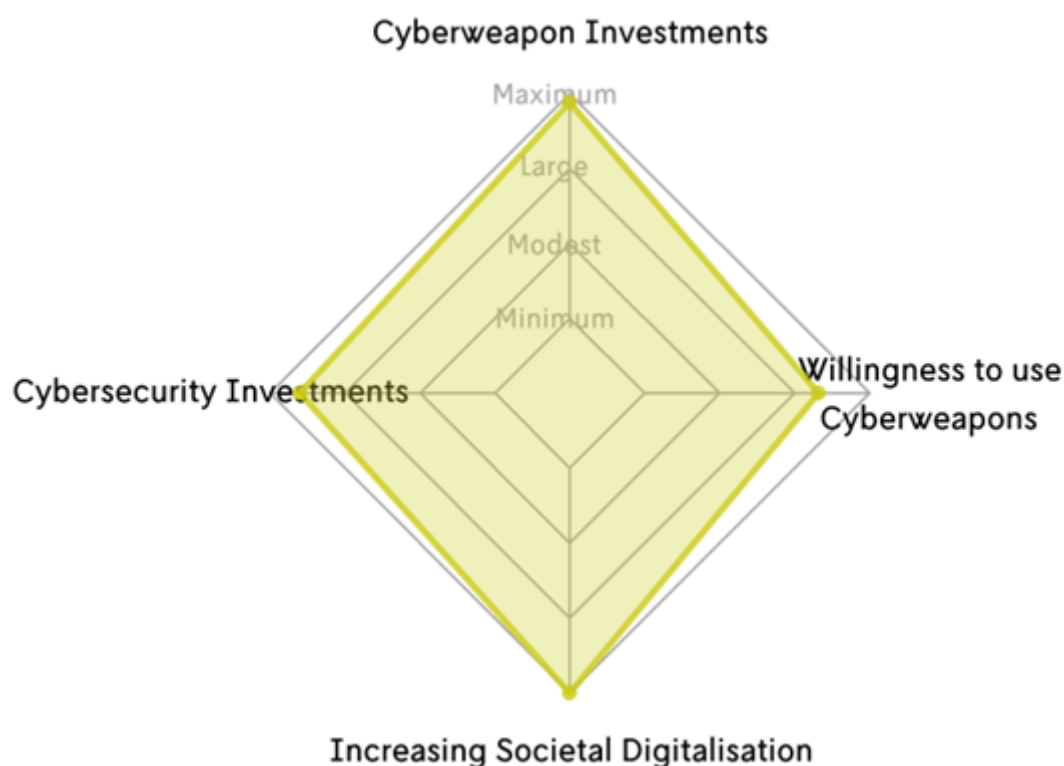 Cyberweapon Investments
Maximum
Large
Modest
Minimum
Willingness to use
Cybersecurity Investments
Cyberweapons
Increasing Societal Digitalisation